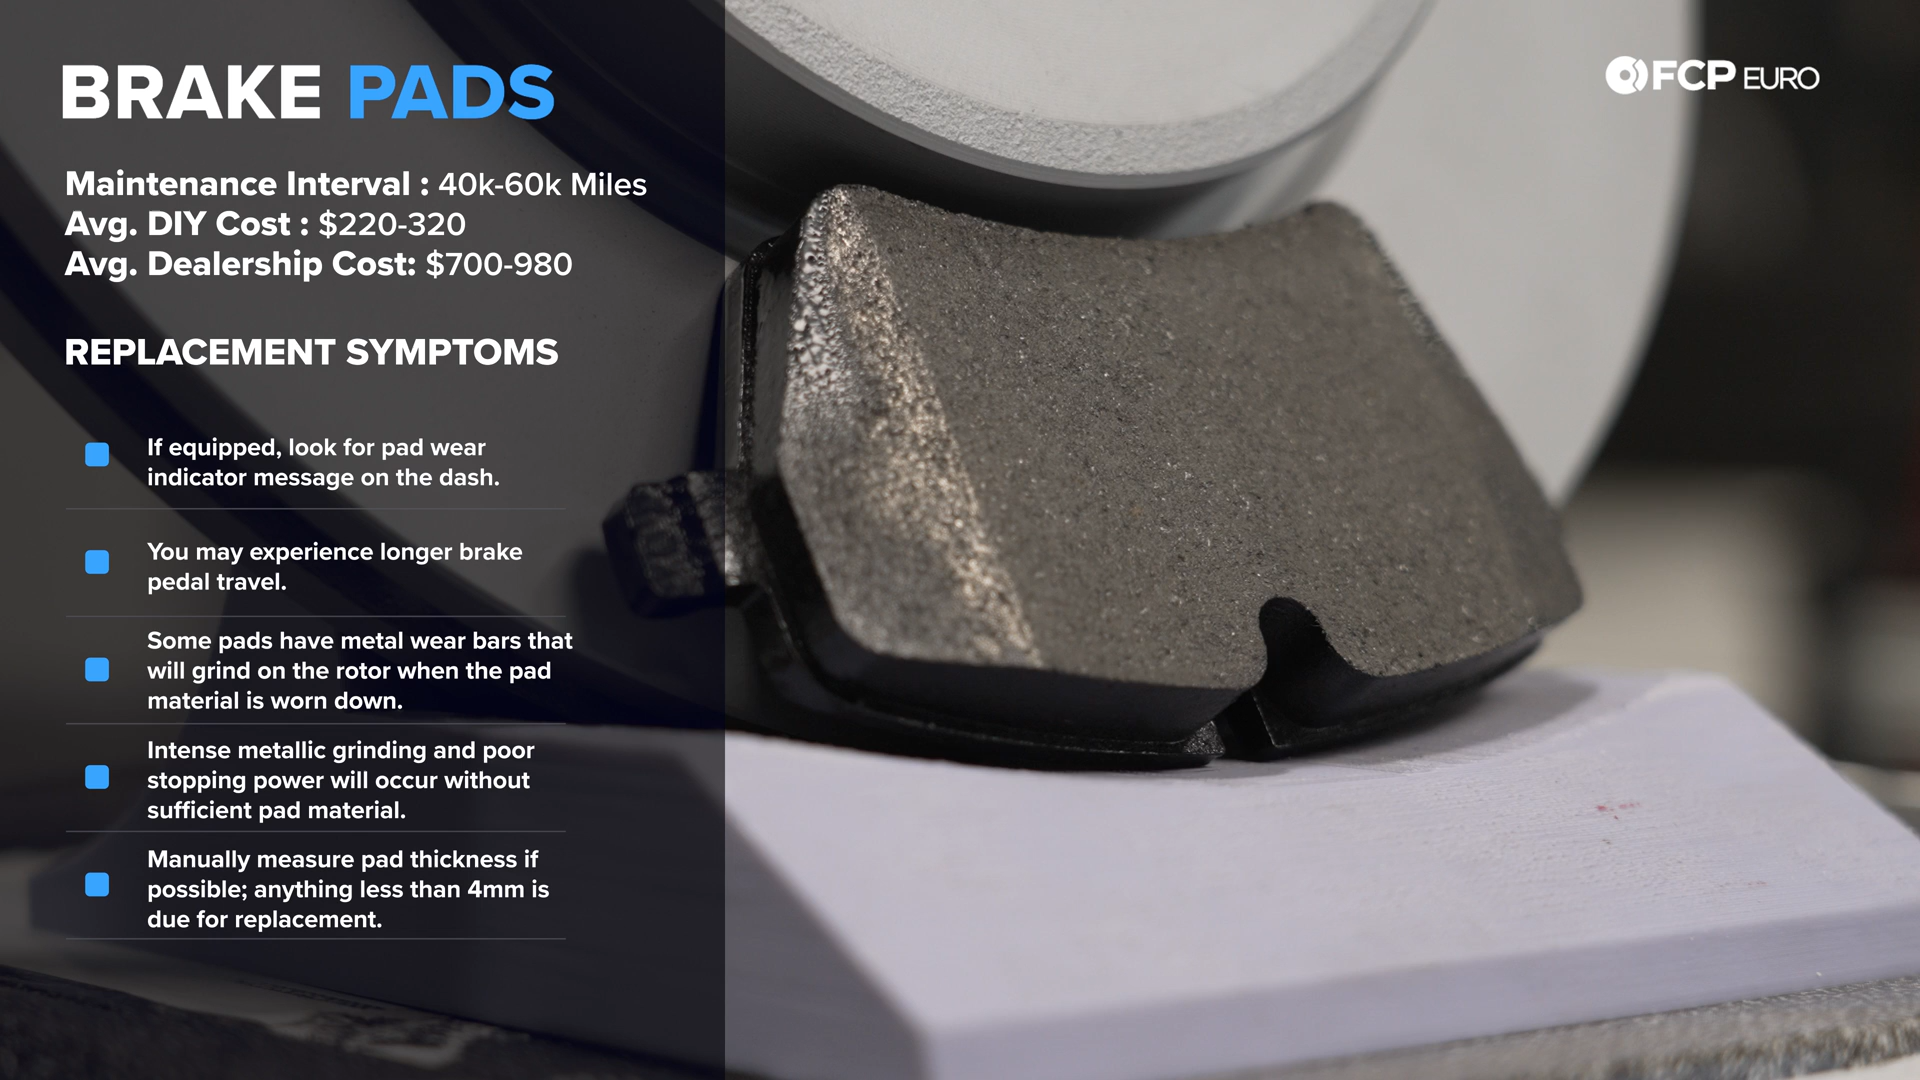 BRAKE PADS
FCP EURO
Maintenance Interval : 40k-60k Miles
Avg. DIY Cost : $220-320
Avg. Dealership Cost: $700-980
REPLACEMENT SYMPTOMS
If equipped, look for pad wear
indicator message on the dash.
You may experience longer brake
pedal travel.
Some pads have metal wear bars that
will grind on the rotor when the pad
material is worn down.
Intense metallic grinding and poor
stopping power will occur without
sufficient pad material.
Manually measure pad thickness if
possible; anything less than 4mm is
due for replacement.